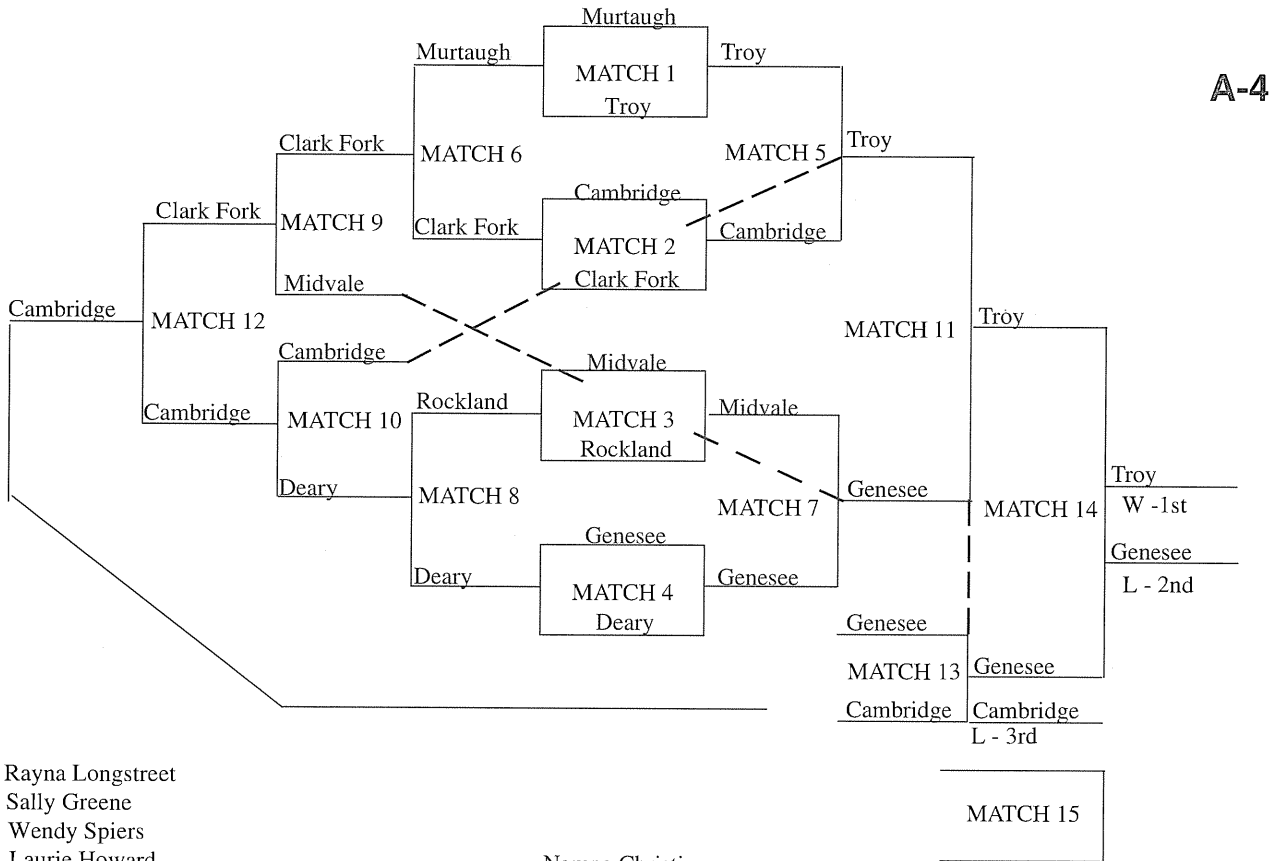 Murtaugh
Murtaugh
MATCH 1
Troy
Troy
A-4
Clark Fork
MATCH 6
MATCH 5
Troy
Cambridge
Clark Fork
MATCH 9
Clark Fork
MATCH 2
Cambridge
Clark Fork
Midvale
Cambridge
MATCH 12
MATCH 11
Troy
Cambridge
Midvale
Cambridge
MATCH 10
Rockland
MATCH 3
Midvale
Rockland
Deary
MATCH 8
MATCH 7
Genesee
MATCH 14
Troy
W -1st
Genesee
Genesee
L - 2nd
Deary
MATCH 4
Genesee
Deary
Genesee
MATCH 13
Genesee
Cambridge
Cambridge
L - 3rd
Rayna Longstreet
Sally Greene
Wendy Spiers
Laurie Howard
MATCH 15